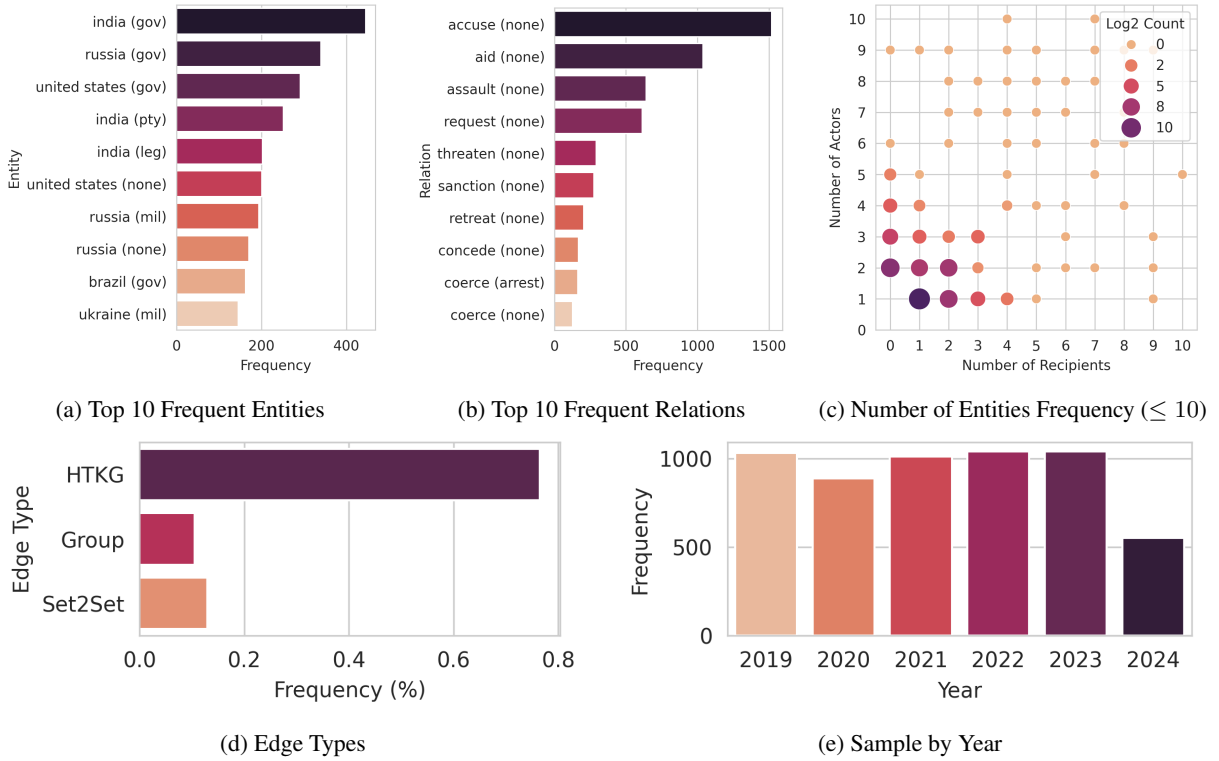 india (gov)
russia (gov)
united states (gov)
india (pty)
india (leg)
united states (none)
russia (mil)
russia (none)
brazil (gov)
ukraine (mil)
Entity
0 200 400
Frequency
(a) Top 10 Frequent Entities
accuse (none)
aid (none)
assault (none)
request (none)
threaten (none)
sanction (none)
retreat (none)
concede (none)
coerce (arrest)
coerce (none)
Relation
0 500 1000 1500
Frequency
(b) Top 10 Frequent Relations
10
9
8
7
6
5
4
3
2
1
0
Number of Actors
Log2 Count
0
2
5
8
10
0 1 2 3 4 5 6 7 8 9 10
Number of Recipients
(c) Number of Entities Frequency (≤ 10)
HTKG
Group
Set2Set
Edge Type
0.0 0.2 0.4 0.6 0.8
Frequency (%)
(d) Edge Types
1000
500
0
Frequency
2019 2020 2021 2022 2023 2024
Year
(e) Sample by Year